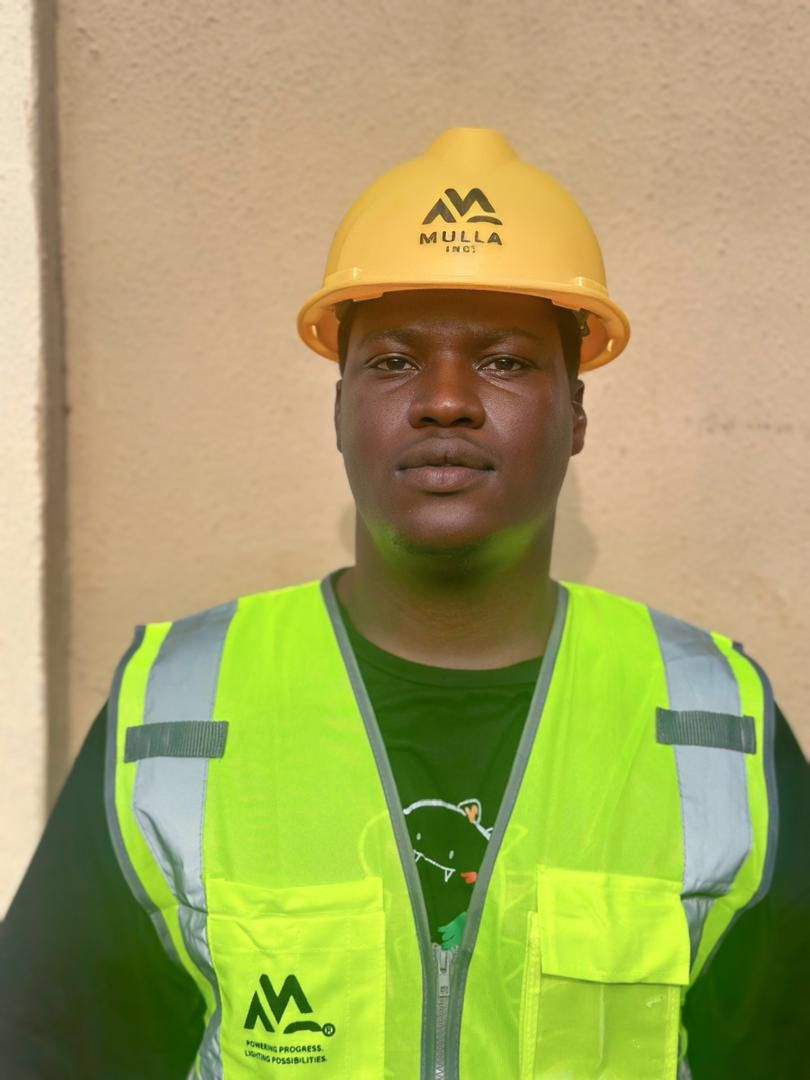 MULLA
INC.
POWERING PROGRESS.
LIGHTING POSSIBILITIES.